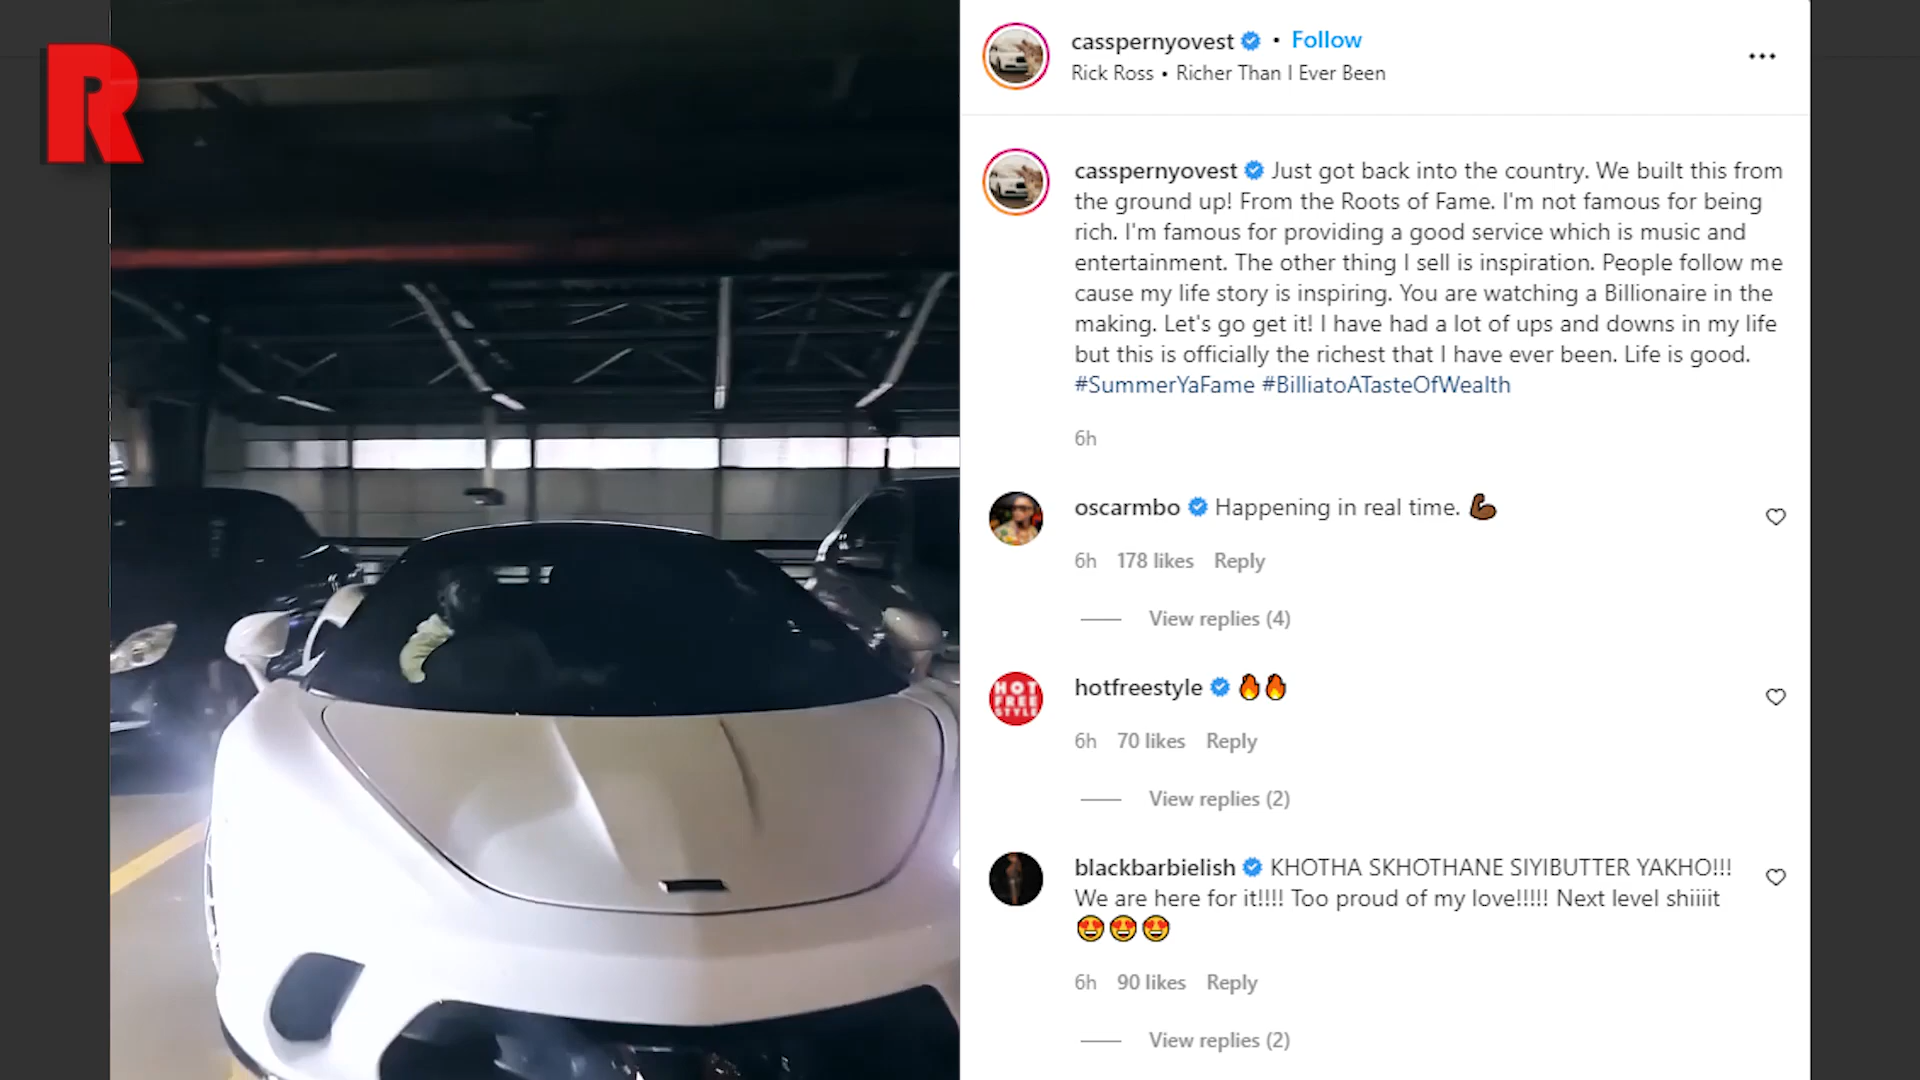 R
casspernyovest • Follow
Rick Ross • Richer Than I Ever Been
casspernyovest Just got back into the country. We built this from
the ground up! From the Roots of Fame. I'm not famous for being
rich. I'm famous for providing a good service which is music and
entertainment. The other thing I sell is inspiration. People follow me
cause my life story is inspiring. You are watching a Billionaire in the
making. Let's go get it! I have had a lot of ups and downs in my life
but this is officially the richest that I have ever been. Life is good.
#SummerYaFame #BilliatoATasteOfWealth
6h
oscarmbo Happening in real time. 💪🏾
6h 178 likes Reply
View replies (4)
HOT
FREE
STYLE
hotfreestyle 🔥🔥
6h 70 likes Reply
View replies (2)
blackbarbielish KHOTHA SKHOTHANE SIYIBUTTER YAKHO!!!
We are here for it!!!! Too proud of my love!!!!! Next level shiiiit
😍😍😍
6h 90 likes Reply
View replies (2)